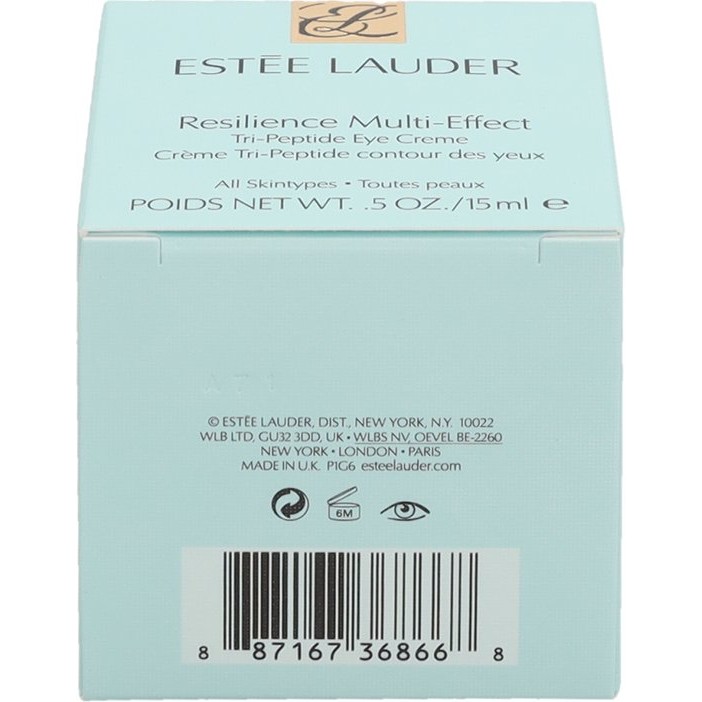 ESTĒE LAUDER
Resilience Multi-Effect
Tri-Peptide Eye Creme
Crème Tri-Peptide contour des yeux
All Skintypes • Toutes peaux
POIDS NET WT. .5 OZ./15 ml ℮
A71
© ESTĒE LAUDER, DIST., NEW YORK, N.Y. 10022
WLB LTD, GU32 3DD, UK • WLBS NV, OEVEL BE-2260
NEW YORK • LONDON • PARIS
MADE IN U.K. P1G6 esteelauder.com
6M
8 87167 36866 8